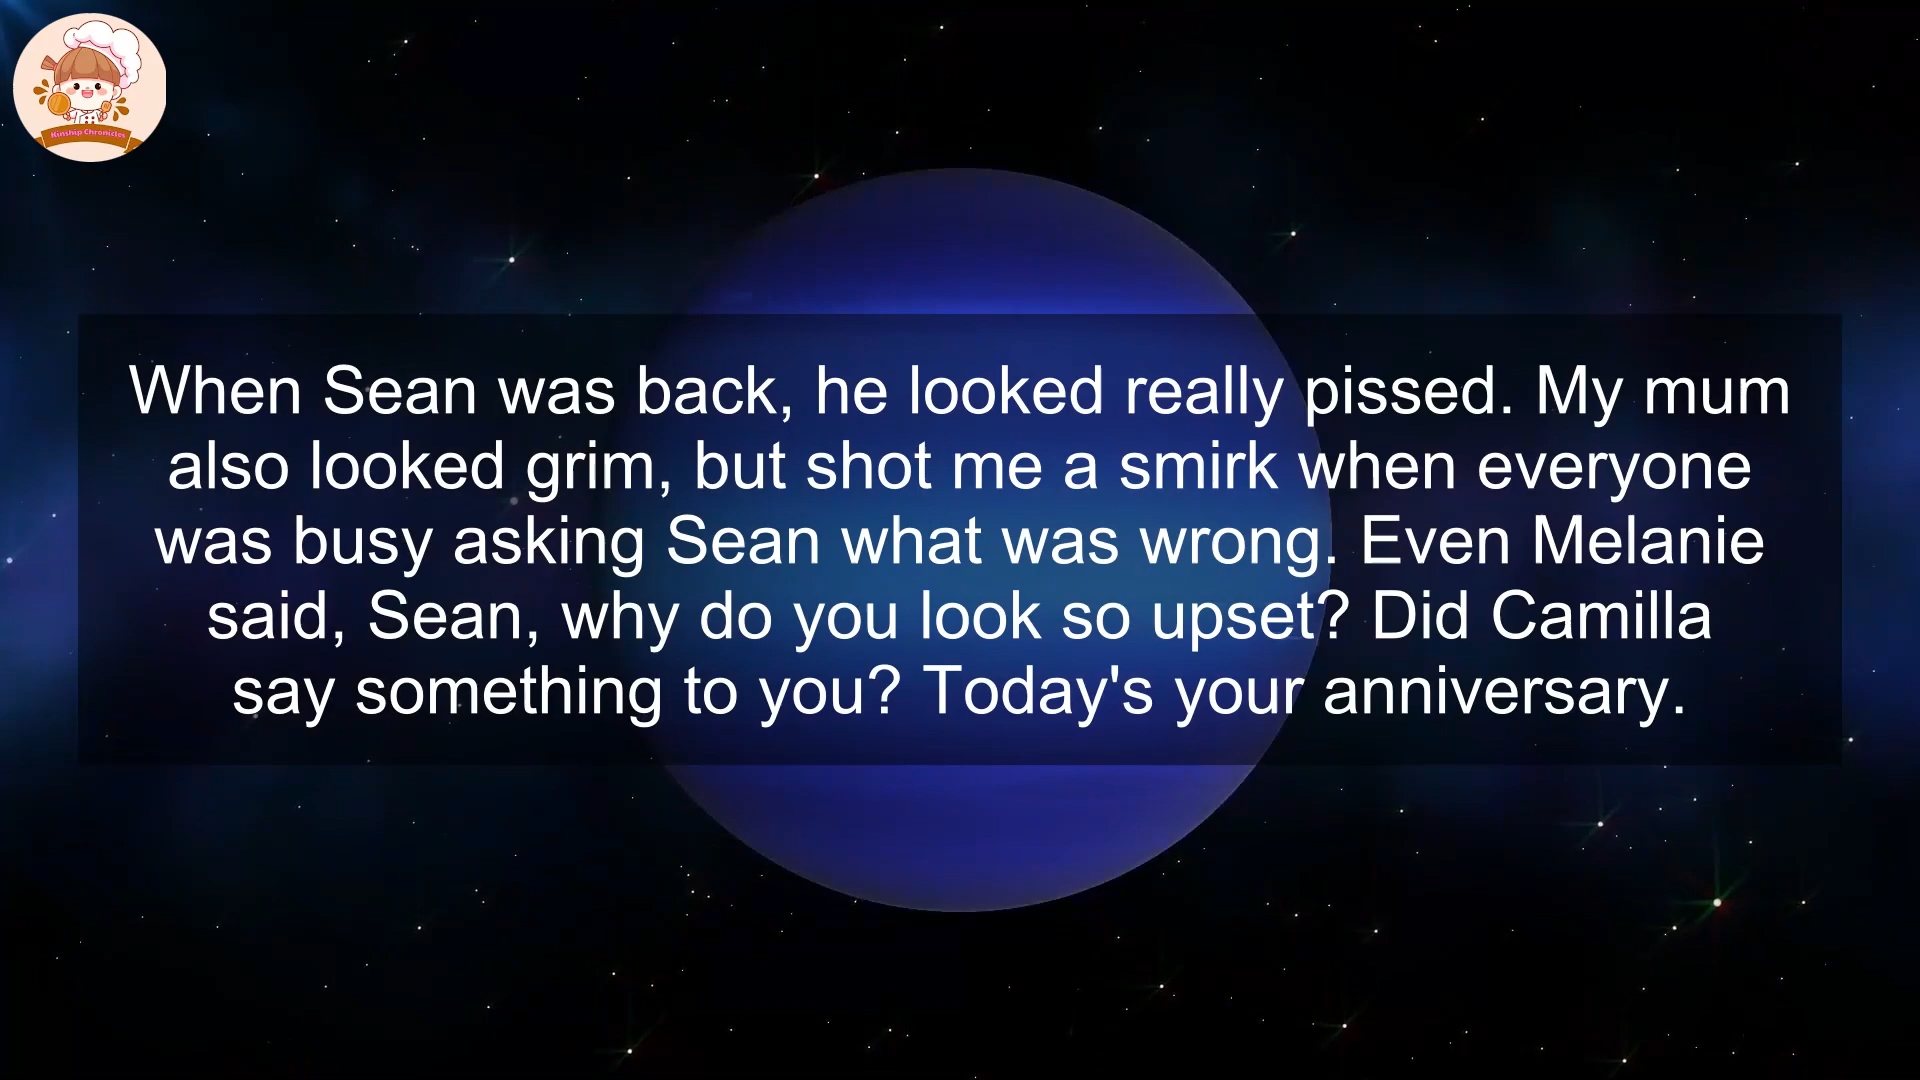 Kinship Chronicles
When Sean was back, he looked really pissed. My mum
also looked grim, but shot me a smirk when everyone
was busy asking Sean what was wrong. Even Melanie
said, Sean, why do you look so upset? Did Camilla
say something to you? Today's your anniversary.